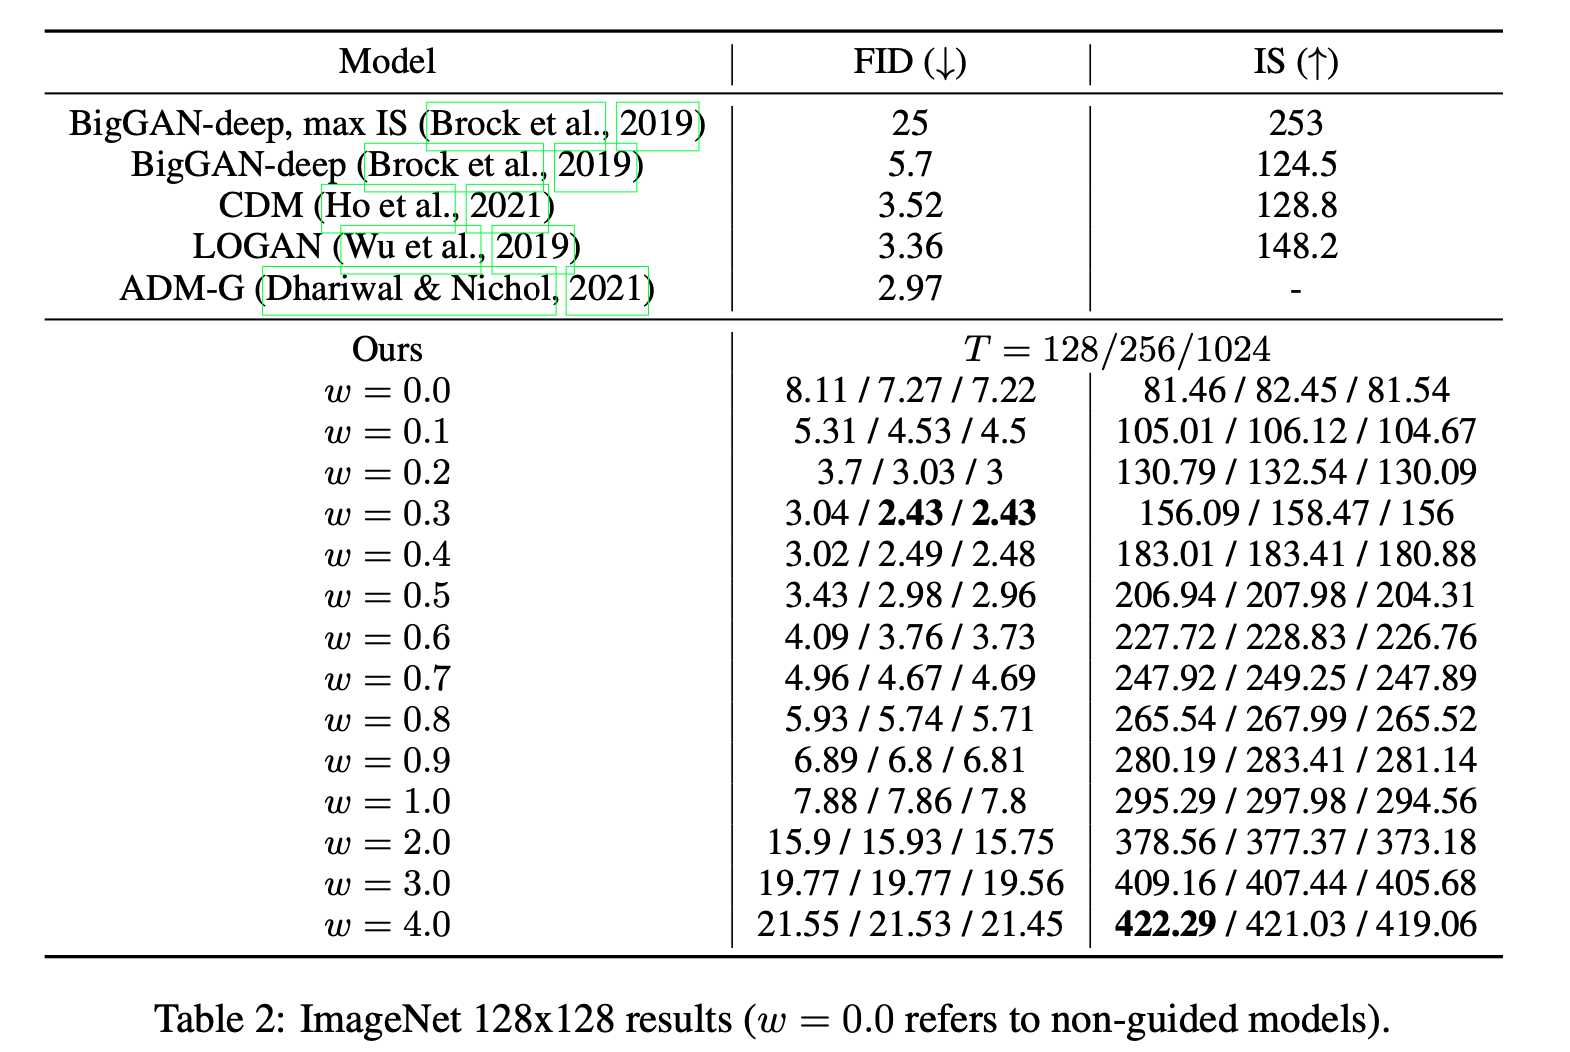 Model FID (↓) IS (↑)
BigGAN-deep, max IS (Brock et al., 2019) 25 253
BigGAN-deep (Brock et al., 2019) 5.7 124.5
CDM (Ho et al., 2021) 3.52 128.8
LOGAN (Wu et al., 2019) 3.36 148.2
ADM-G (Dhariwal & Nichol, 2021) 2.97 -
Ours T = 128/256/1024
w = 0.0 8.11 / 7.27 / 7.22 81.46 / 82.45 / 81.54
w = 0.1 5.31 / 4.53 / 4.5 105.01 / 106.12 / 104.67
w = 0.2 3.7 / 3.03 / 3 130.79 / 132.54 / 130.09
w = 0.3 3.04 / 2.43 / 2.43 156.09 / 158.47 / 156
w = 0.4 3.02 / 2.49 / 2.48 183.01 / 183.41 / 180.88
w = 0.5 3.43 / 2.98 / 2.96 206.94 / 207.98 / 204.31
w = 0.6 4.09 / 3.76 / 3.73 227.72 / 228.83 / 226.76
w = 0.7 4.96 / 4.67 / 4.69 247.92 / 249.25 / 247.89
w = 0.8 5.93 / 5.74 / 5.71 265.54 / 267.99 / 265.52
w = 0.9 6.89 / 6.8 / 6.81 280.19 / 283.41 / 281.14
w = 1.0 7.88 / 7.86 / 7.8 295.29 / 297.98 / 294.56
w = 2.0 15.9 / 15.93 / 15.75 378.56 / 377.37 / 373.18
w = 3.0 19.77 / 19.77 / 19.56 409.16 / 407.44 / 405.68
w = 4.0 21.55 / 21.53 / 21.45 422.29 / 421.03 / 419.06
Table 2: ImageNet 128x128 results (w = 0.0 refers to non-guided models).